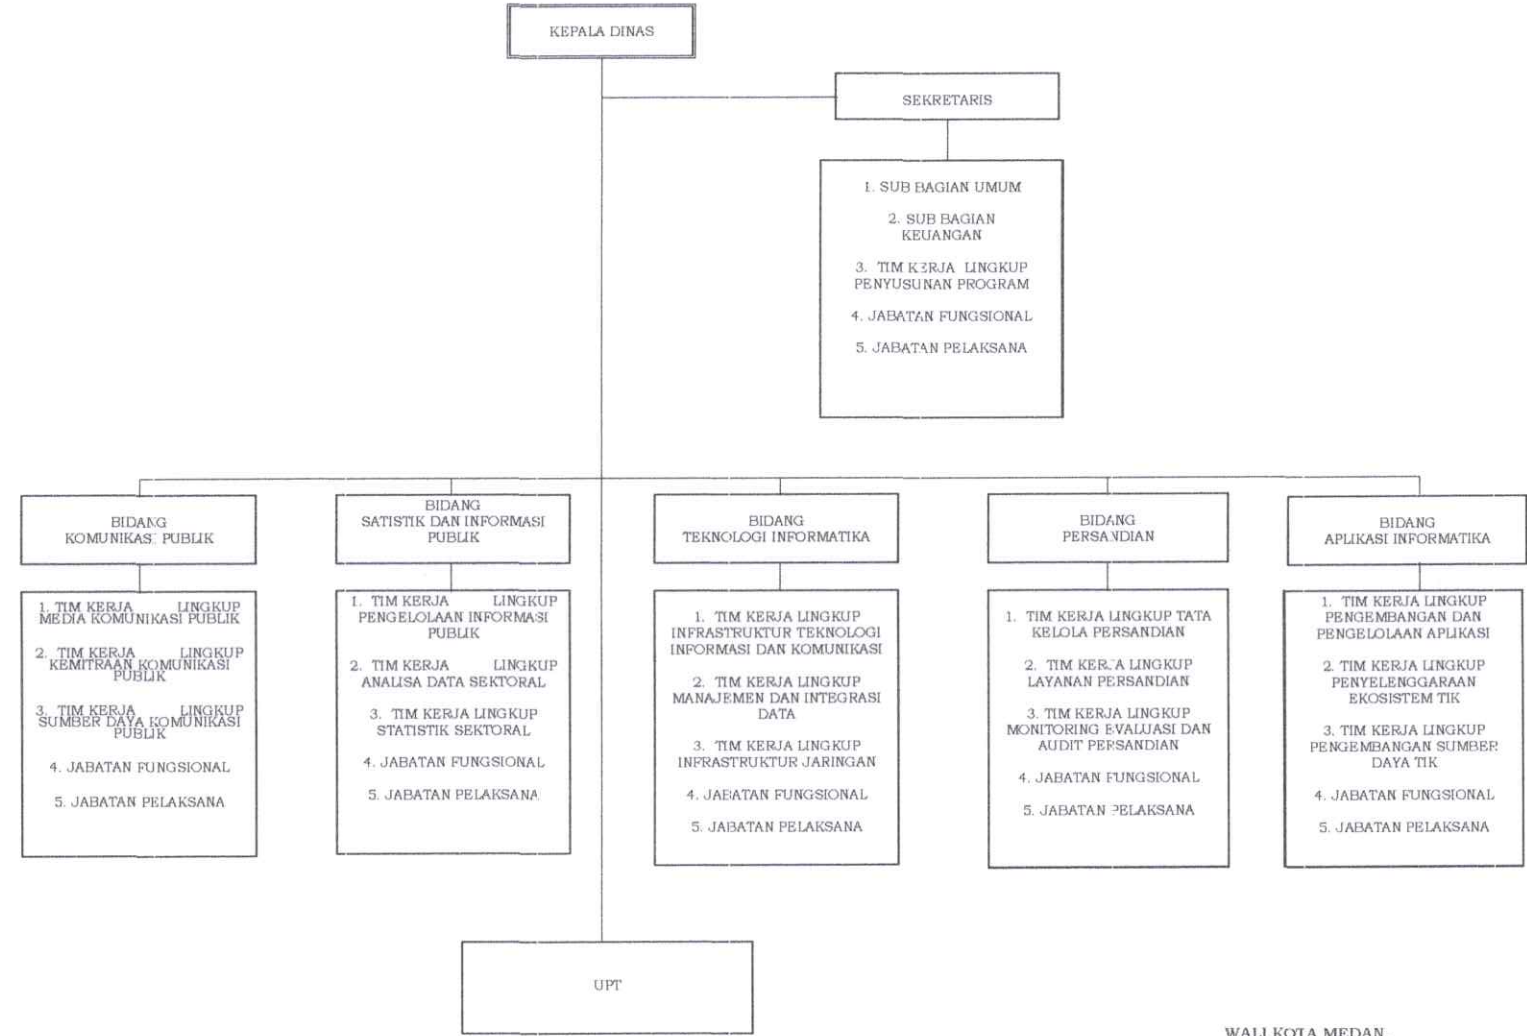 KEPALA DINAS
SEKRETARIS
1. SUB BAGIAN UMUM
2. SUB BAGIAN
KEUANGAN
3. TIM KERJA LINGKUP
PENYUSUNAN PROGRAM
4. JABATAN FUNGSIONAL
5. JABATAN PELAKSANA
BIDANG
KOMUNIKASI PUBLIK
1. TIM KERJA LINGKUP
MEDIA KOMUNIKASI PUBLIK
2. TIM KERJA LINGKUP
KEMITRAAN KOMUNIKASI
PUBLIK
3. TIM KERJA LINGKUP
SUMBER DAYA KOMUNIKASI
PUBLIK
4. JABATAN FUNGSIONAL
5. JABATAN PELAKSANA
BIDANG
SATISTIK DAN INFORMASI
PUBLIK
1. TIM KERJA LINGKUP
PENGELOLAAN INFORMASI
PUBLIK
2. TIM KERJA LINGKUP
ANALISA DATA SEKTORAL
3. TIM KERJA LINGKUP
STATISTIK SEKTORAL
4. JABATAN FUNGSIONAL
5. JABATAN PELAKSANA
BIDANG
TEKNOLOGI INFORMATIKA
1. TIM KERJA LINGKUP
INFRASTRUKTUR TEKNOLOGI
INFORMASI DAN KOMUNIKASI
2. TIM KERJA LINGKUP
MANAJEMEN DAN INTEGRASI
DATA
3. TIM KERJA LINGKUP
INFRASTRUKTUR JARINGAN
4. JABATAN FUNGSIONAL
5. JABATAN PELAKSANA
BIDANG
PERSANDIAN
1. TIM KERJA LINGKUP TATA
KELOLA PERSANDIAN
2. TIM KERJA LINGKUP
LAYANAN PERSANDIAN
3. TIM KERJA LINGKUP
MONITORING EVALUASI DAN
AUDIT PERSANDIAN
4. JABATAN FUNGSIONAL
5. JABATAN PELAKSANA
BIDANG
APLIKASI INFORMATIKA
1. TIM KERJA LINGKUP
PENGEMBANGAN DAN
PENGELOLAAN APLIKASI
2. TIM KERJA LINGKUP
PENYELENGGARAAN
EKOSISTEM TIK
3. TIM KERJA LINGKUP
PENGEMBANGAN SUMBER
DAYA TIK
4. JABATAN FUNGSIONAL
5. JABATAN PELAKSANA
UPT
WALI KOTA MEDAN